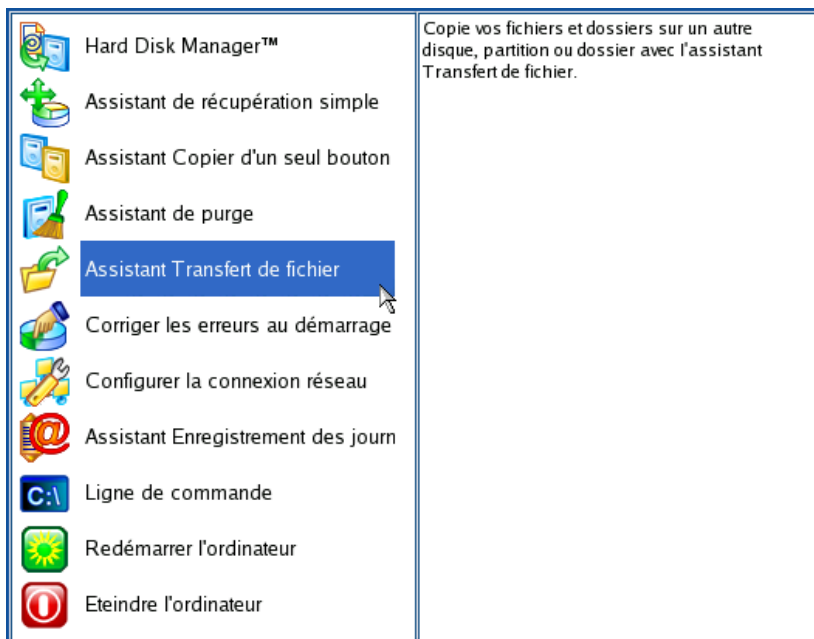 Hard Disk Manager™
Assistant de récupération simple
Assistant Copier d'un seul bouton
Assistant de purge
Assistant Transfert de fichier
Corriger les erreurs au démarrage
Configurer la connexion réseau
@
Assistant Enregistrement des journ
C:\
Ligne de commande
Redémarrer l'ordinateur
Eteindre l'ordinateur
Copie vos fichiers et dossiers sur un autre
disque, partition ou dossier avec l'assistant
Transfert de fichier.